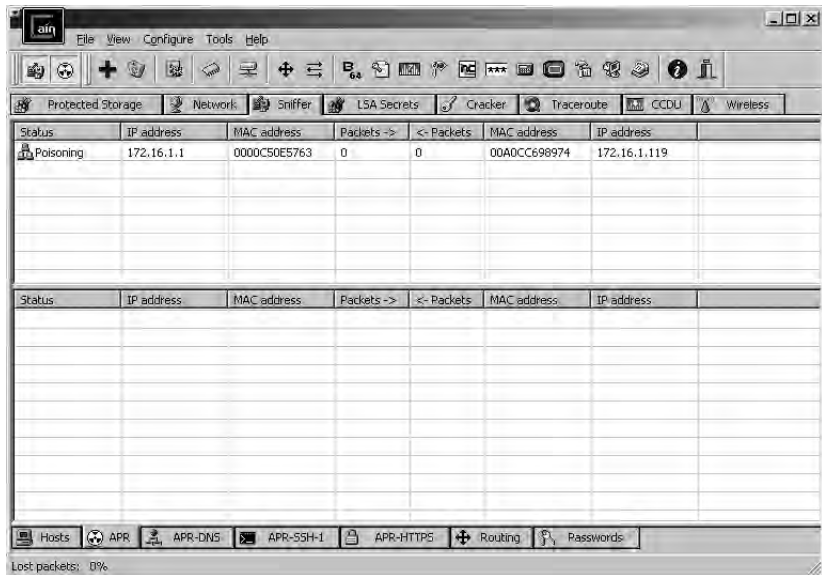 ain
File View Configure Tools Help
B 64
Protected Storage Network Sniffer LSA Secrets Cracker Traceroute CCDU Wireless
Status IP address MAC address Packets -> <- Packets MAC address IP address
Poisoning 172.16.1.1 0000C50E5763 0 0 00A0CC698974 172.16.1.119
Status IP address MAC address Packets -> <- Packets MAC address IP address
Hosts APR APR-DNS APR-SSH-1 APR-HTTPS Routing Passwords
Lost packets: 0%